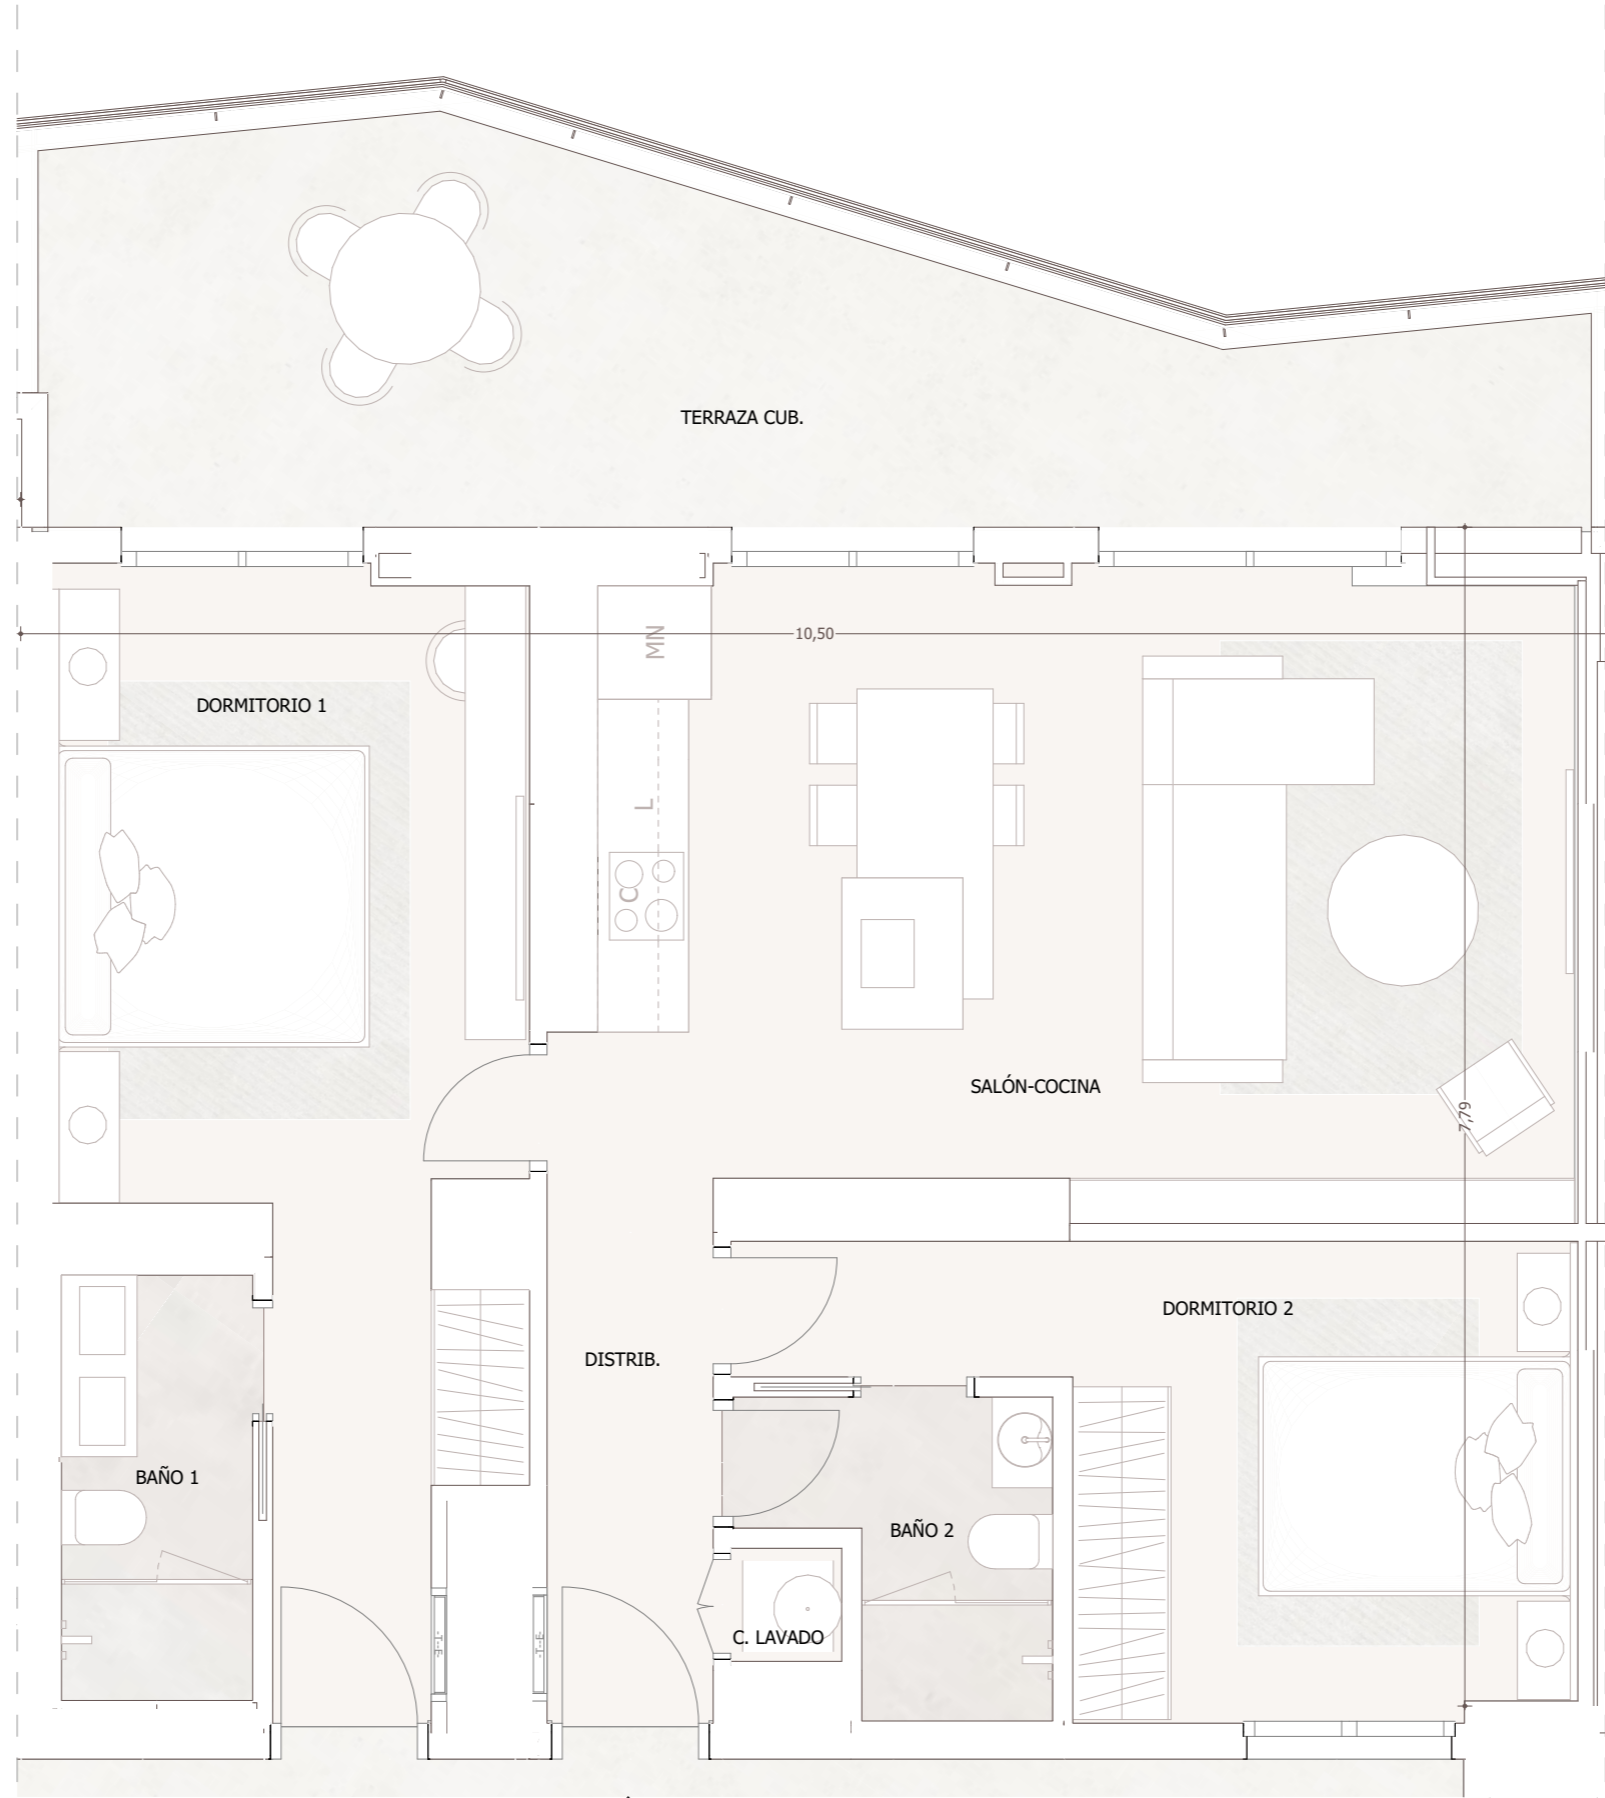 TERRAZA CUB.
10,50
MN
DORMITORIO 1
L
C
SALÓN-COCINA
7,79
DORMITORIO 2
DISTRIB.
BAÑO 1
BAÑO 2
C. LAVADO